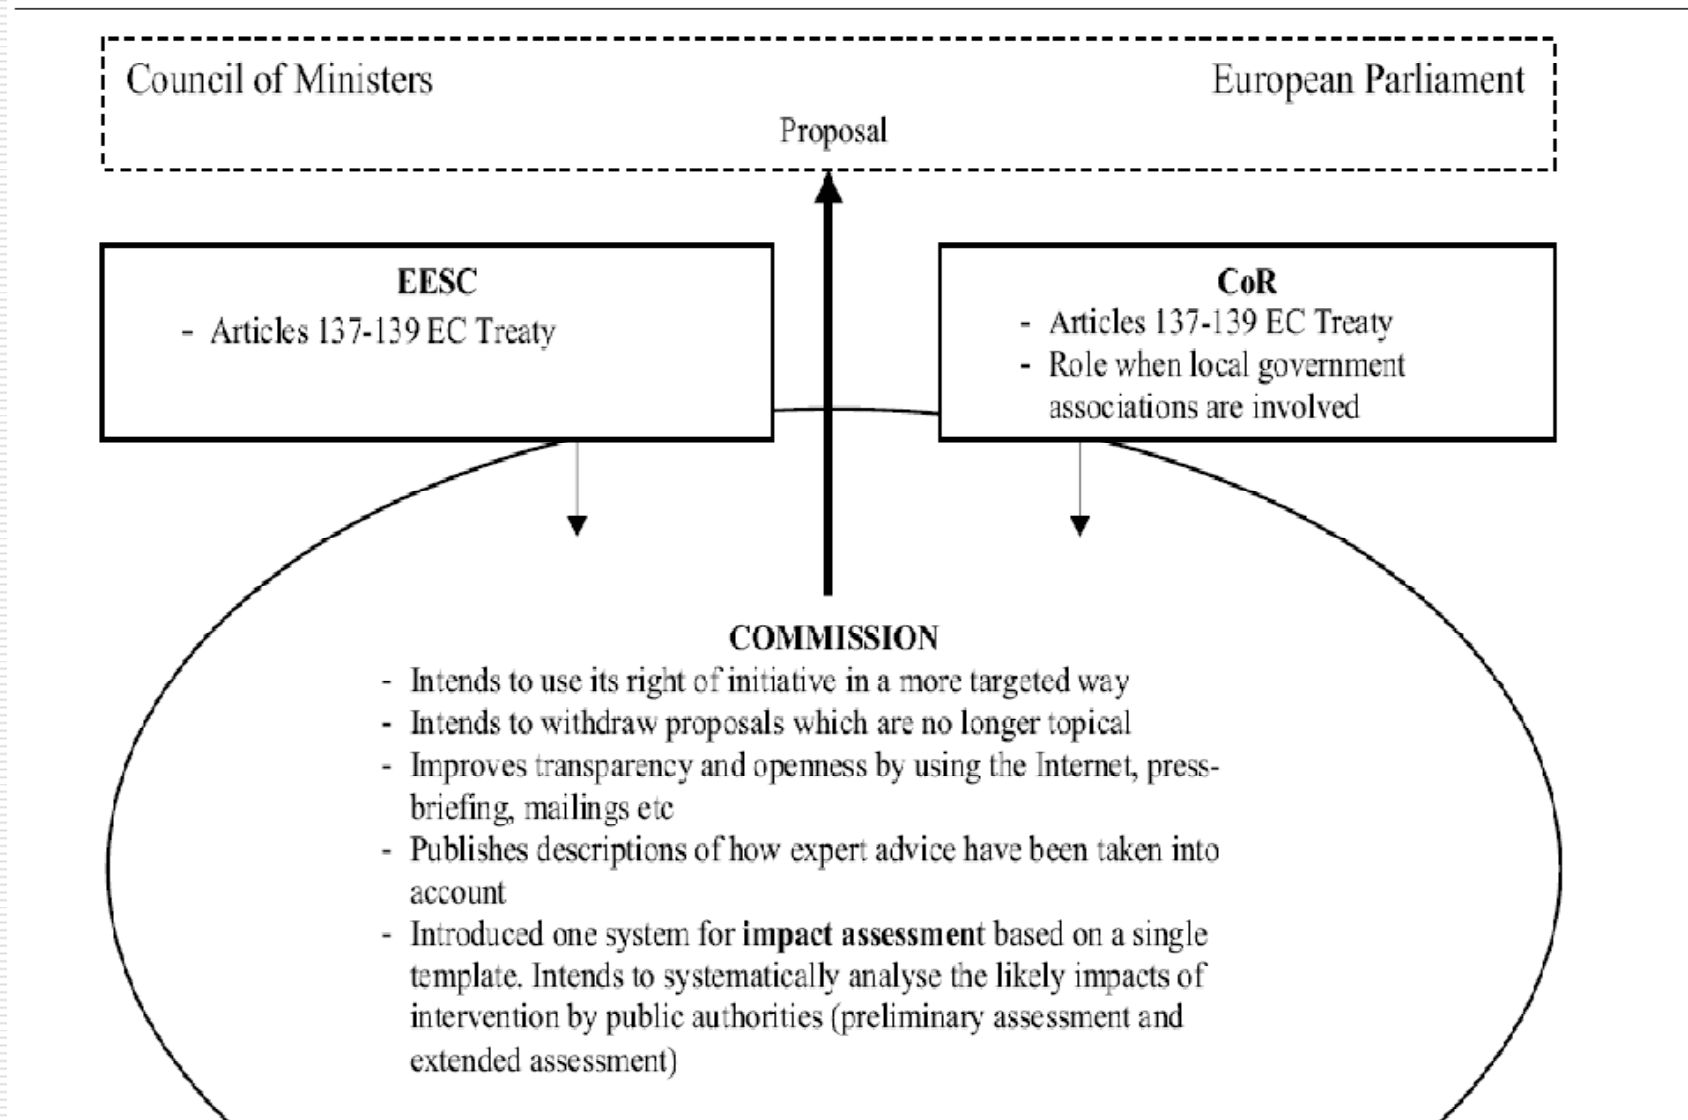 Council of Ministers
European Parliament
Proposal
EESC
- Articles 137-139 EC Treaty
CoR
- Articles 137-139 EC Treaty
- Role when local government
associations are involved
COMMISSION
- Intends to use its right of initiative in a more targeted way
- Intends to withdraw proposals which are no longer topical
- Improves transparency and openness by using the Internet, press-
briefing, mailings etc
- Publishes descriptions of how expert advice have been taken into
account
- Introduced one system for impact assessment based on a single
template. Intends to systematically analyse the likely impacts of
intervention by public authorities (preliminary assessment and
extended assessment)